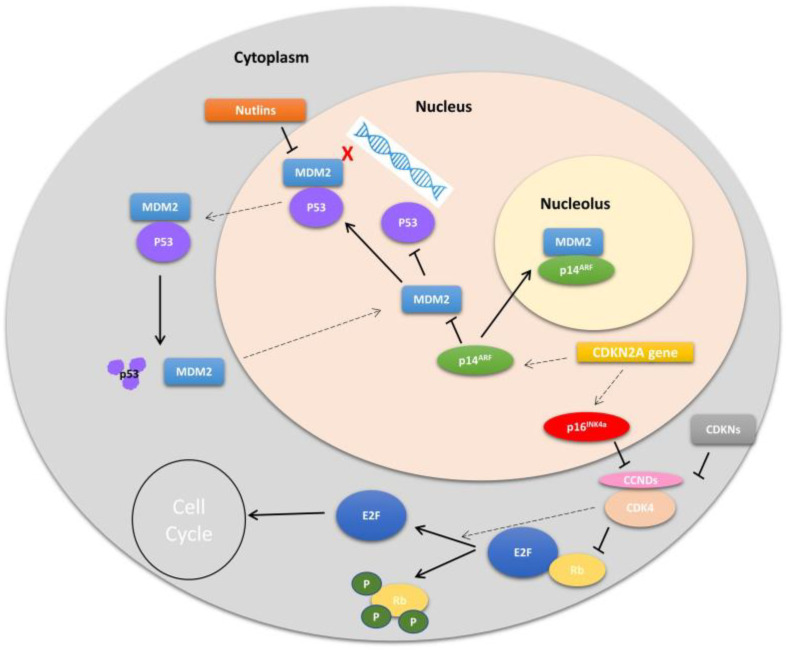 Cytoplasm
Nutlins
Nucleus
X
MDM2
P53
MDM2
P53
P53
Nucleolus
MDM2
p14ARF
MDM2
p53
MDM2
p14ARF
CDKN2A gene
p16INK4a
CDKNs
CCNDs
CDK4
Cell
Cycle
E2F
E2F
Rb
P
Rb
P
P